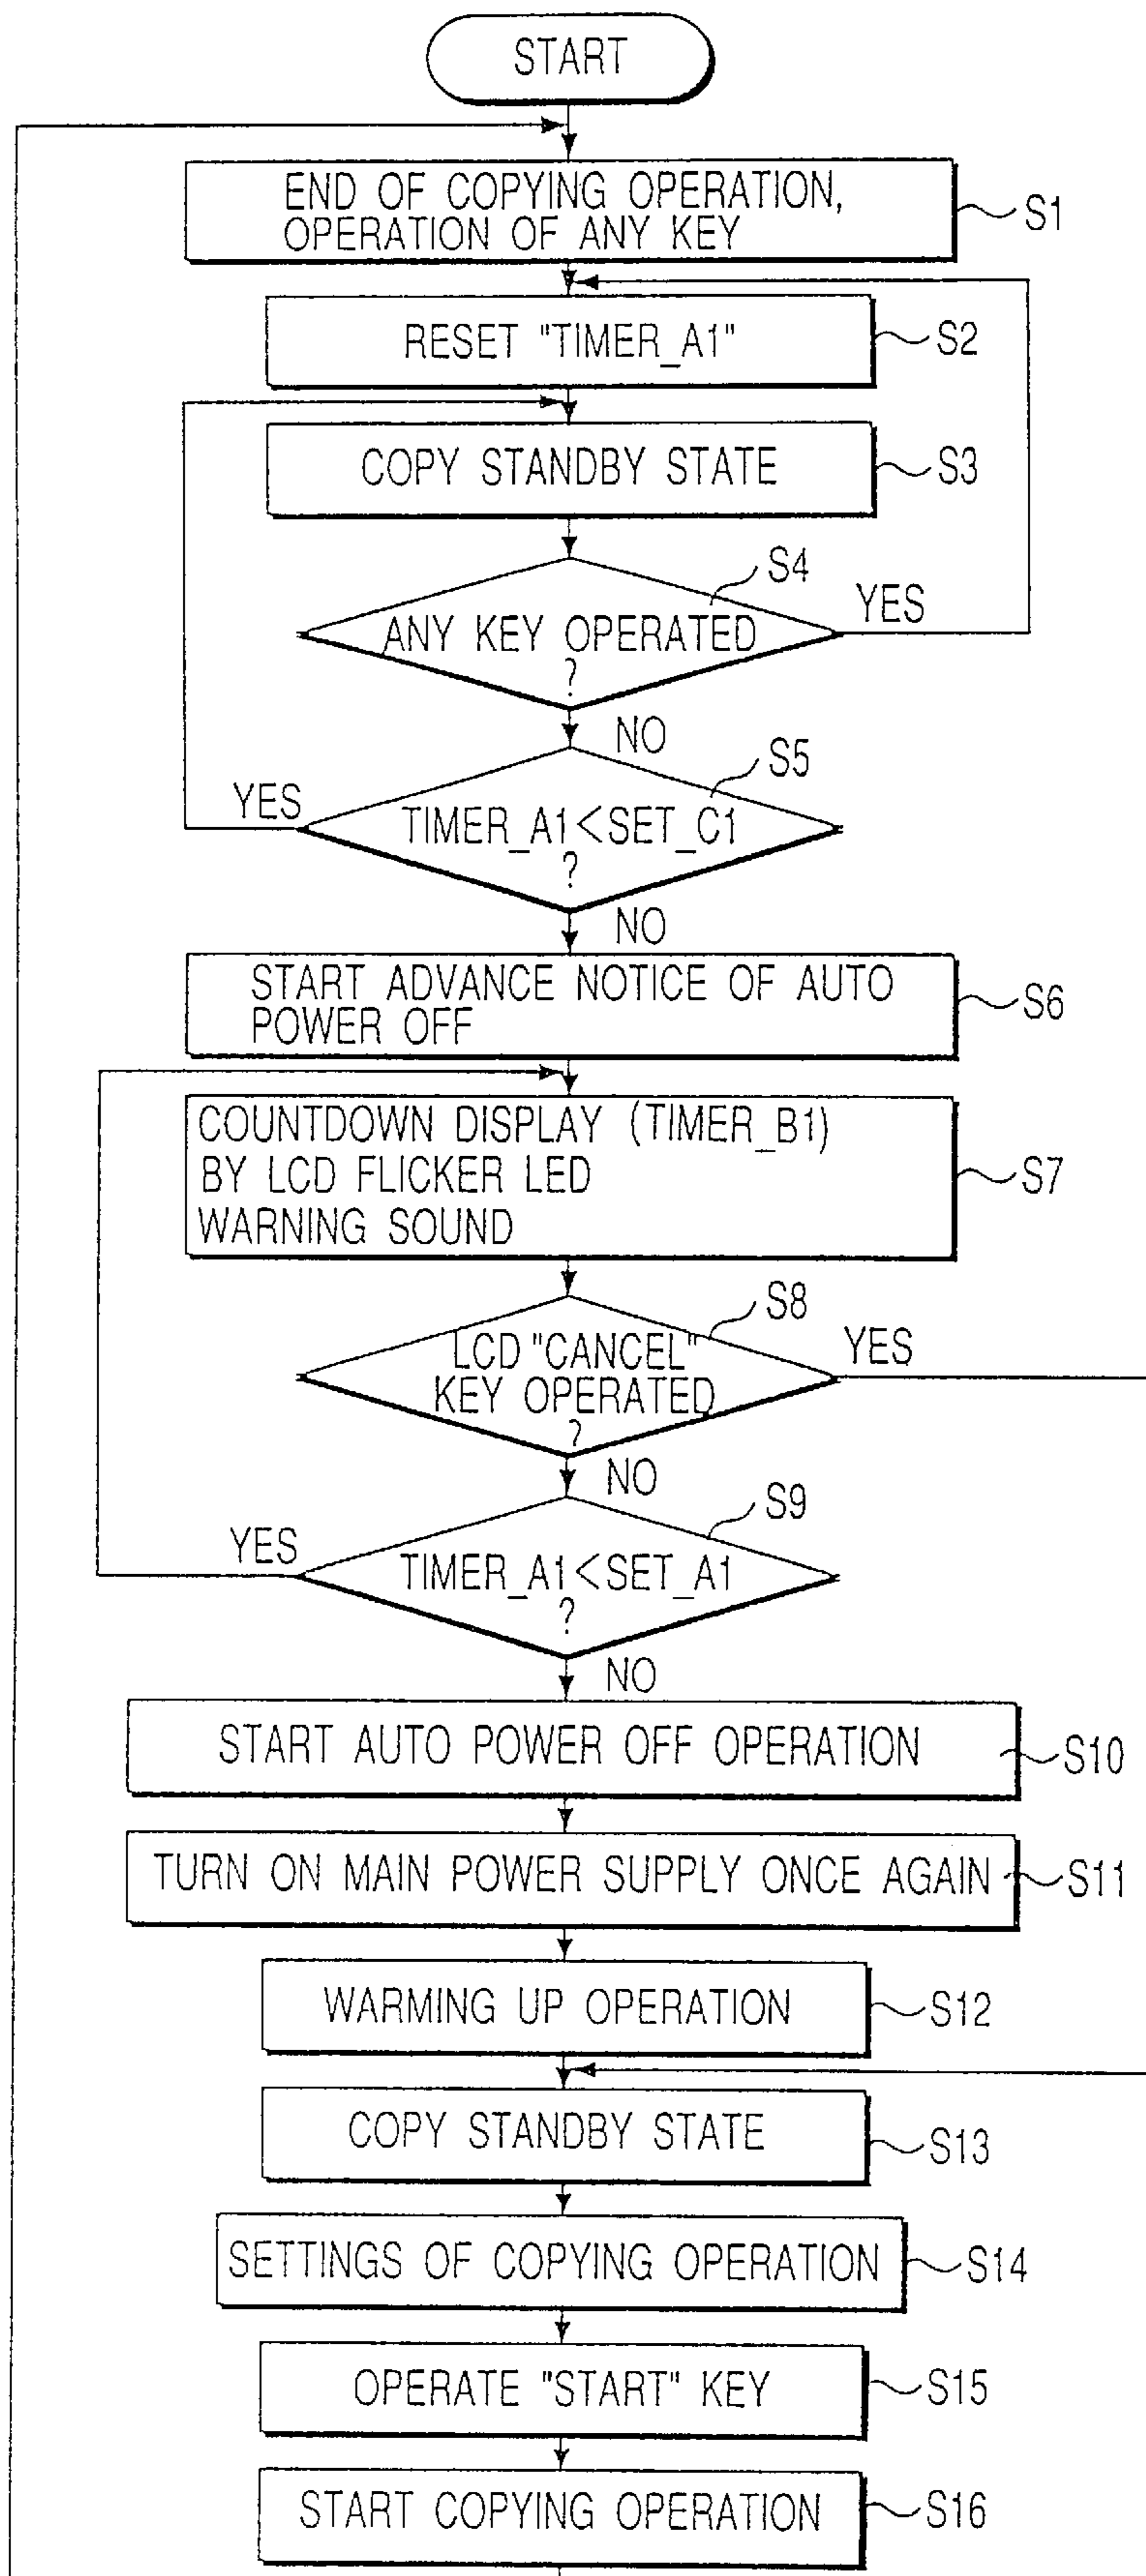 START
END OF COPYING OPERATION,
OPERATION OF ANY KEY
S1
RESET "TIMER_A1"
S2
COPY STANDBY STATE
S3
S4
ANY KEY OPERATED
?
YES
NO
S5
YES
TIMER_A1<SET_C1
?
NO
START ADVANCE NOTICE OF AUTO
POWER OFF
S6
COUNTDOWN DISPLAY (TIMER_B1)
BY LCD FLICKER LED
WARNING SOUND
S7
S8
LCD "CANCEL"
KEY OPERATED
?
YES
NO
S9
YES
TIMER_A1<SET_A1
?
NO
START AUTO POWER OFF OPERATION
S10
TURN ON MAIN POWER SUPPLY ONCE AGAIN
S11
WARMING UP OPERATION
S12
COPY STANDBY STATE
S13
SETTINGS OF COPYING OPERATION
S14
OPERATE "START" KEY
S15
START COPYING OPERATION
S16